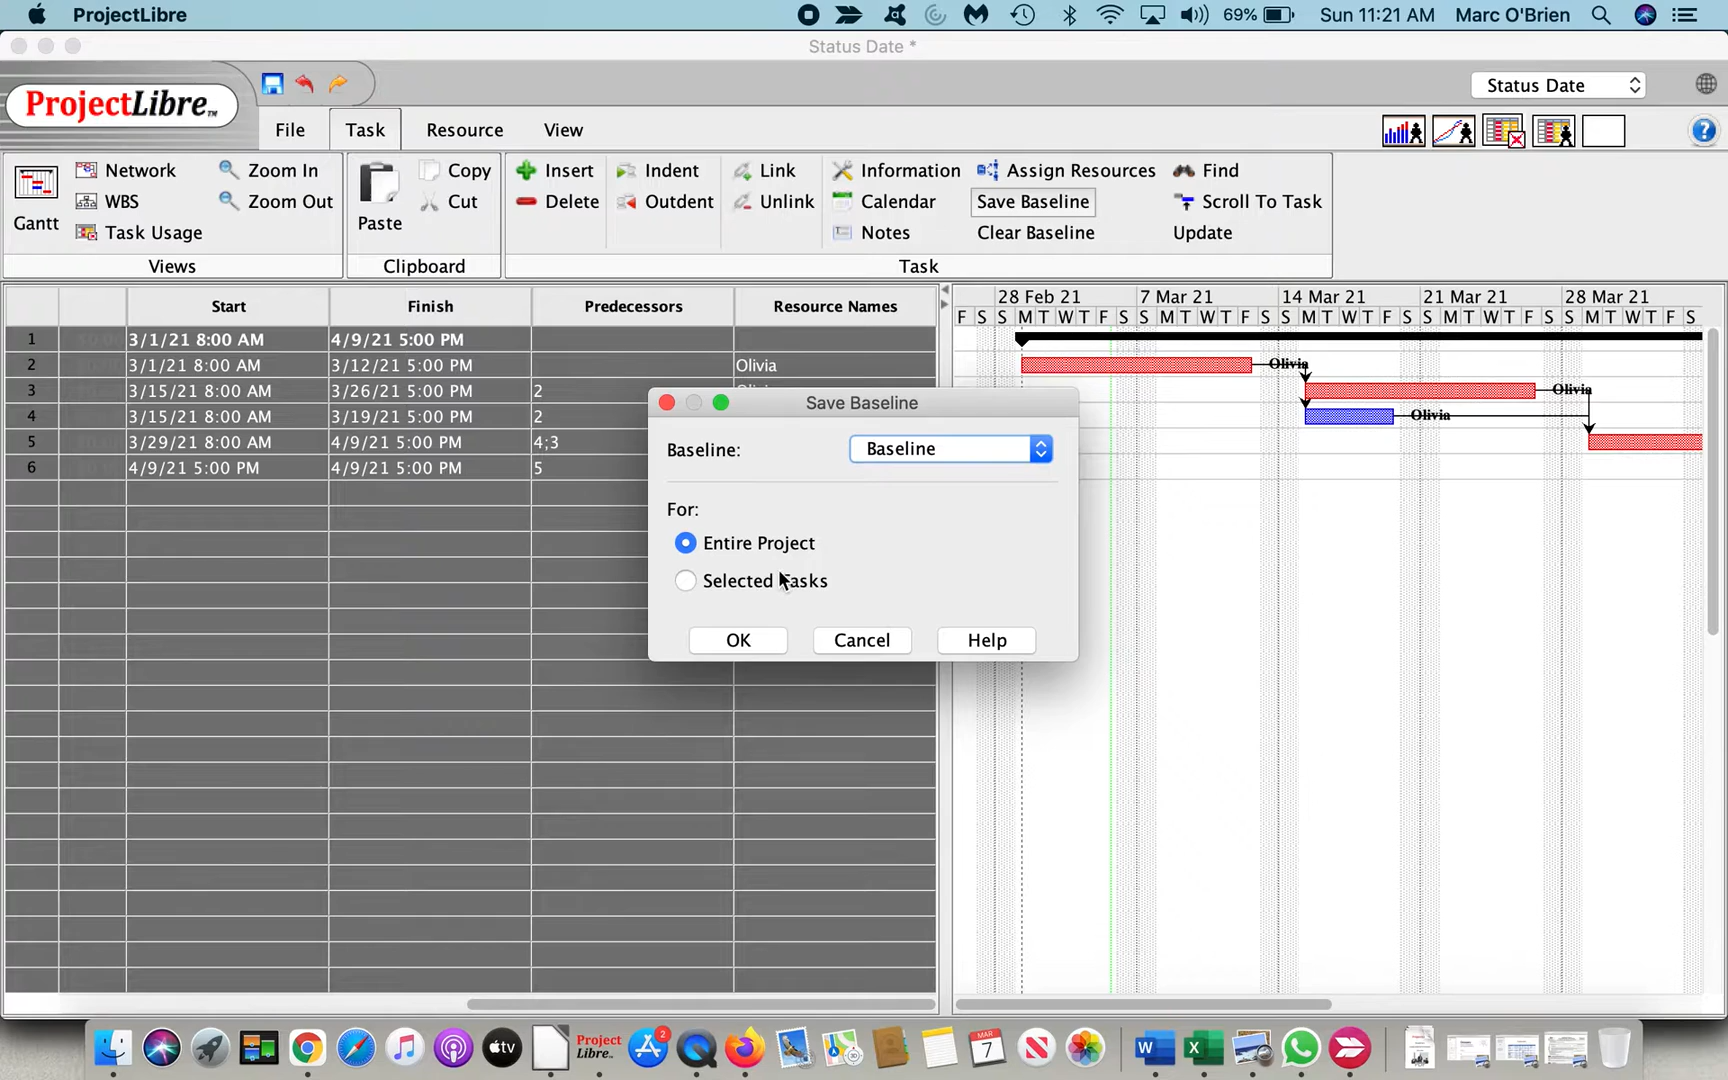 ProjectLibre 69% Sun 11:21 AM Marc O'Brien
Status Date *
ProjectLibre™
Status Date
File Task Resource View
Gantt
Network
WBS
Task Usage
Zoom In
Zoom Out
Views
Paste
Copy
Cut
Clipboard
Insert
Delete
Indent
Outdent
Link
Unlink
Information
Calendar
Notes
Assign Resources
Save Baseline
Clear Baseline
Find
Scroll To Task
Update
Task
Start Finish Predecessors Resource Names
28 Feb 21 7 Mar 21 14 Mar 21 21 Mar 21 28 Mar 21
F S S M T W T F S S M T W T F S S M T W T F S S M T W T F S S M T W T F S
1 3/1/21 8:00 AM 4/9/21 5:00 PM
2 3/1/21 8:00 AM 3/12/21 5:00 PM Olivia
3 3/15/21 8:00 AM 3/26/21 5:00 PM 2
4 3/15/21 8:00 AM 3/19/21 5:00 PM 2
5 3/29/21 8:00 AM 4/9/21 5:00 PM 4;3
6 4/9/21 5:00 PM 4/9/21 5:00 PM 5
Olivia
Olivia
Olivia
Save Baseline
Baseline: Baseline
For:
Entire Project
Selected Tasks
OK Cancel Help
tv
Project
Libre
2
MAR
7
W
X